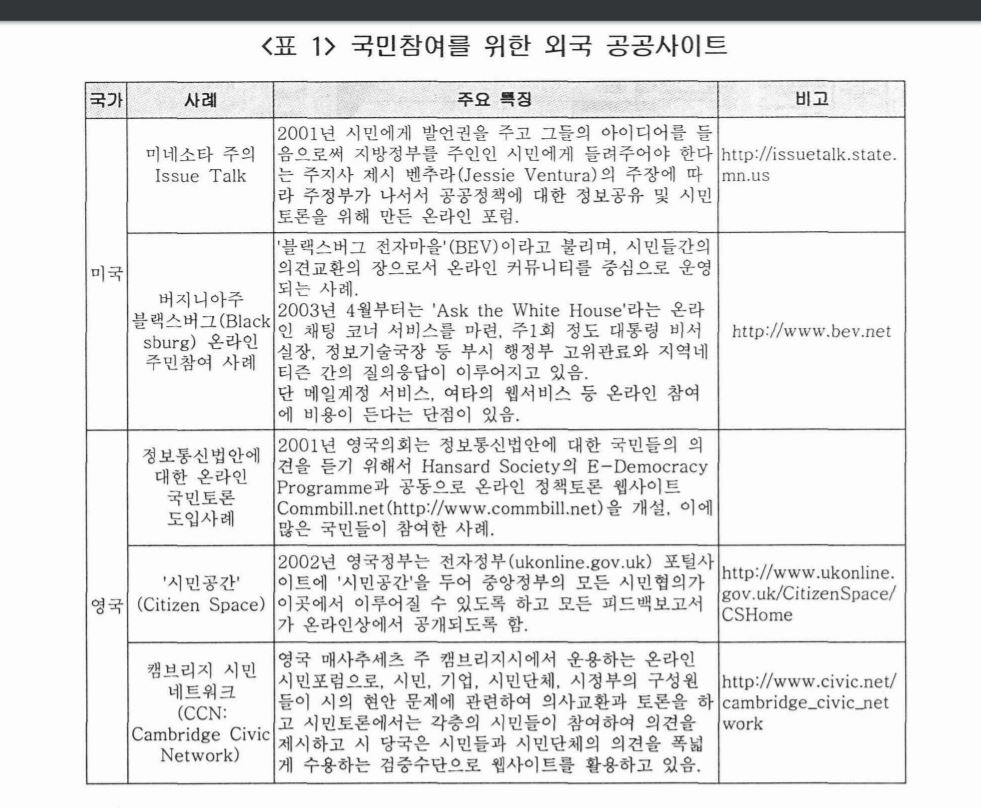 <표 1> 국민참여를 위한 외국 공공사이트
국가 사례 주요 특징 비고
미국
미네소타 주의
Issue Talk
2001년 시민에게 발언권을 주고 그들의 아이디어를 들
음으로써 지방정부를 주인인 시민에게 들려주어야 한다
는 주지사 제시 벤추라(Jessie Ventura)의 주장에 따
라 주정부가 나서서 공공정책에 대한 정보공유 및 시민
토론을 위해 만든 온라인 포럼.
http://issuetalk.state.
mn.us
버지니아주
블랙스버그(Black
sburg) 온라인
주민참여 사례
'블랙스버그 전자마을'(BEV)이라고 불리며, 시민들간의
의견교환의 장으로서 온라인 커뮤니티를 중심으로 운영
되는 사례.
2003년 4월부터는 'Ask the White House'라는 온라
인 채팅 코너 서비스를 마련, 주1회 정도 대통령 비서
실장, 정보기술국장 등 부시 행정부 고위관료와 지역네
티즌 간의 질의응답이 이루어지고 있음.
단 메일계정 서비스, 여타의 웹서비스 등 온라인 참여
에 비용이 든다는 단점이 있음.
http://www.bev.net
영국
정보통신법안에
대한 온라인
국민토론
도입사례
2001년 영국의회는 정보통신법안에 대한 국민들의 의
견을 듣기 위해서 Hansard Society의 E-Democracy
Programme과 공동으로 온라인 정책토론 웹사이트
Commbill.net(http://www.commbill.net)을 개설, 이에
많은 국민들이 참여한 사례.
'시민공간'
(Citizen Space)
2002년 영국정부는 전자정부(ukonline.gov.uk) 포털사
이트에 '시민공간'을 두어 중앙정부의 모든 시민협의가
이곳에서 이루어질 수 있도록 하고 모든 피드백보고서
가 온라인상에서 공개되도록 함.
http://www.ukonline.
gov.uk/CitizenSpace/
CSHome
캠브리지 시민
네트워크
(CCN:
Cambridge Civic
Network)
영국 매사추세츠 주 캠브리지시에서 운용하는 온라인
시민포럼으로, 시민, 기업, 시민단체, 시정부의 구성원
들이 시의 현안 문제에 관련하여 의사교환과 토론을 하
고 시민토론에서는 각층의 시민들이 참여하여 의견을
제시하고 시 당국은 시민들과 시민단체의 의견을 폭넓
게 수용하는 검증수단으로 웹사이트를 활용하고 있음.
http://www.civic.net/
cambridge_civic_net
work